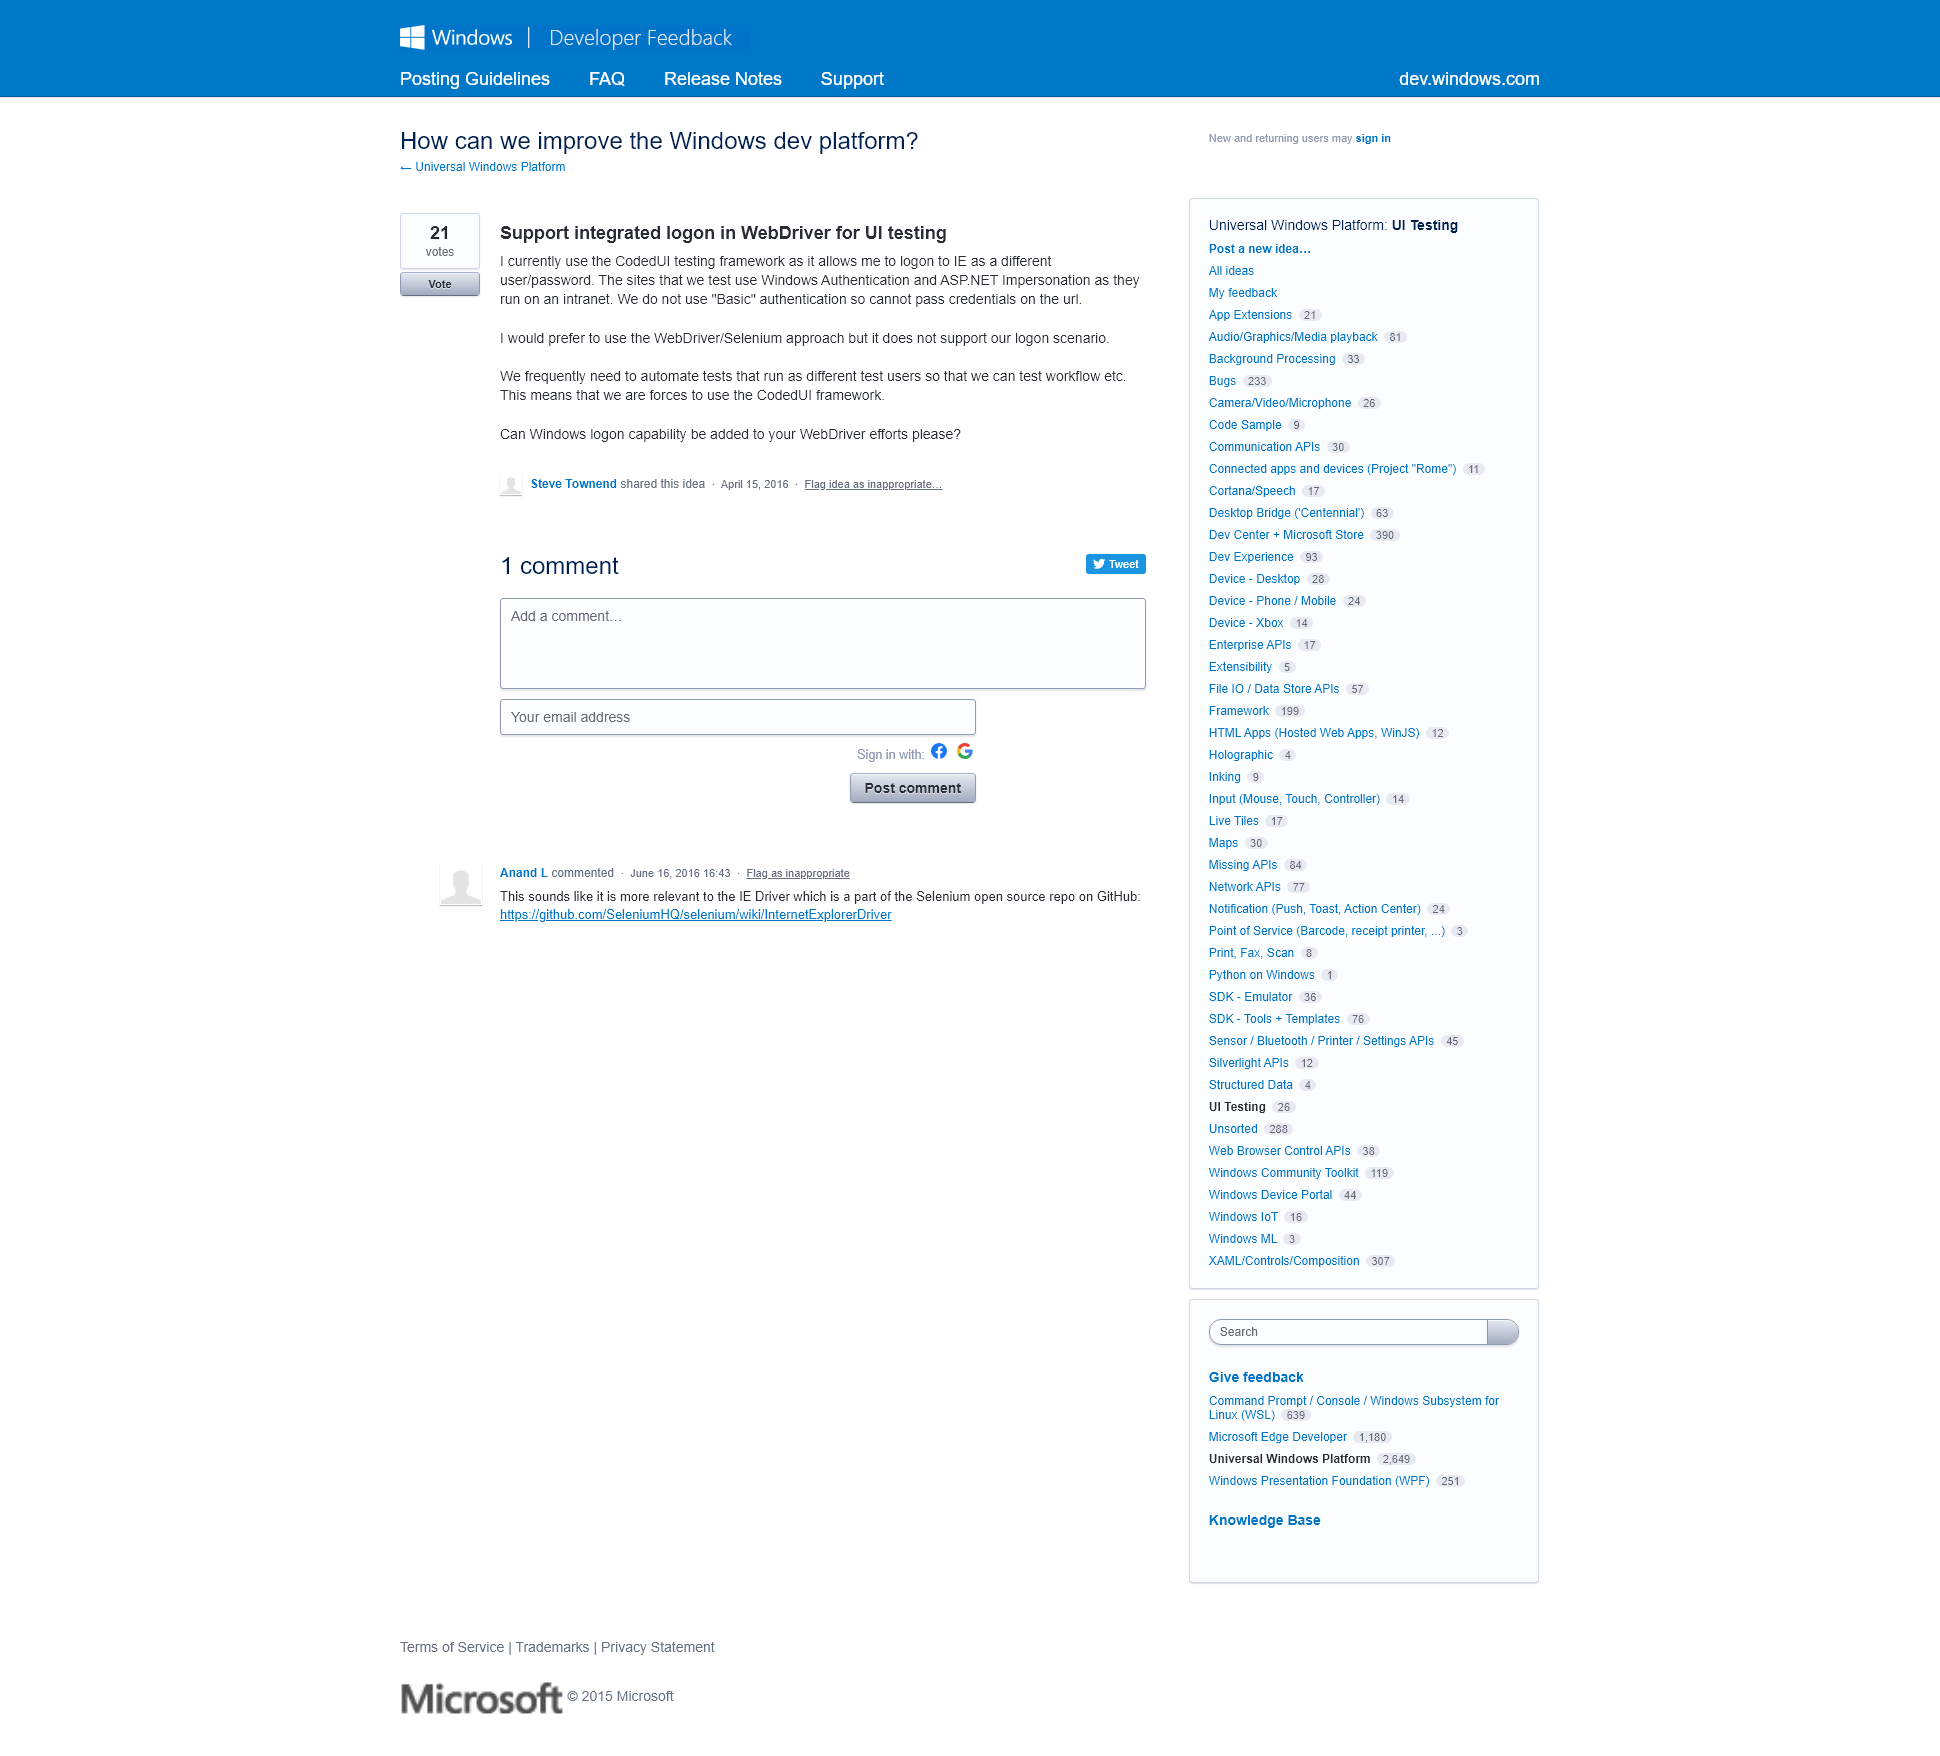 Windows | Developer Feedback
Posting Guidelines FAQ Release Notes Support dev.windows.com
How can we improve the Windows dev platform?
← Universal Windows Platform
New and returning users may sign in
21
votes
Vote
Support integrated logon in WebDriver for UI testing
I currently use the CodedUI testing framework as it allows me to logon to IE as a different
user/password. The sites that we test use Windows Authentication and ASP.NET Impersonation as they
run on an intranet. We do not use "Basic" authentication so cannot pass credentials on the url.
I would prefer to use the WebDriver/Selenium approach but it does not support our logon scenario.
We frequently need to automate tests that run as different test users so that we can test workflow etc.
This means that we are forces to use the CodedUI framework.
Can Windows logon capability be added to your WebDriver efforts please?
Steve Townend shared this idea · April 15, 2016 · Flag idea as inappropriate…
1 comment
Tweet
Add a comment…
Your email address
Sign in with:
Post comment
Anand L commented · June 16, 2016 16:43 · Flag as inappropriate
This sounds like it is more relevant to the IE Driver which is a part of the Selenium open source repo on GitHub:
https://github.com/SeleniumHQ/selenium/wiki/InternetExplorerDriver
Universal Windows Platform: UI Testing
Post a new idea…
All ideas
My feedback
App Extensions 21
Audio/Graphics/Media playback 81
Background Processing 33
Bugs 233
Camera/Video/Microphone 26
Code Sample 9
Communication APIs 30
Connected apps and devices (Project "Rome") 11
Cortana/Speech 17
Desktop Bridge ('Centennial') 63
Dev Center + Microsoft Store 390
Dev Experience 93
Device - Desktop 28
Device - Phone / Mobile 24
Device - Xbox 14
Enterprise APIs 17
Extensibility 5
File IO / Data Store APIs 57
Framework 199
HTML Apps (Hosted Web Apps, WinJS) 12
Holographic 4
Inking 9
Input (Mouse, Touch, Controller) 14
Live Tiles 17
Maps 30
Missing APIs 84
Network APIs 77
Notification (Push, Toast, Action Center) 24
Point of Service (Barcode, receipt printer, ...) 3
Print, Fax, Scan 8
Python on Windows 1
SDK - Emulator 36
SDK - Tools + Templates 76
Sensor / Bluetooth / Printer / Settings APIs 45
Silverlight APIs 12
Structured Data 4
UI Testing 26
Unsorted 288
Web Browser Control APIs 38
Windows Community Toolkit 119
Windows Device Portal 44
Windows IoT 16
Windows ML 3
XAML/Controls/Composition 307
Search
Give feedback
Command Prompt / Console / Windows Subsystem for
Linux (WSL) 639
Microsoft Edge Developer 1,180
Universal Windows Platform 2,649
Windows Presentation Foundation (WPF) 251
Knowledge Base
Terms of Service | Trademarks | Privacy Statement
Microsoft © 2015 Microsoft